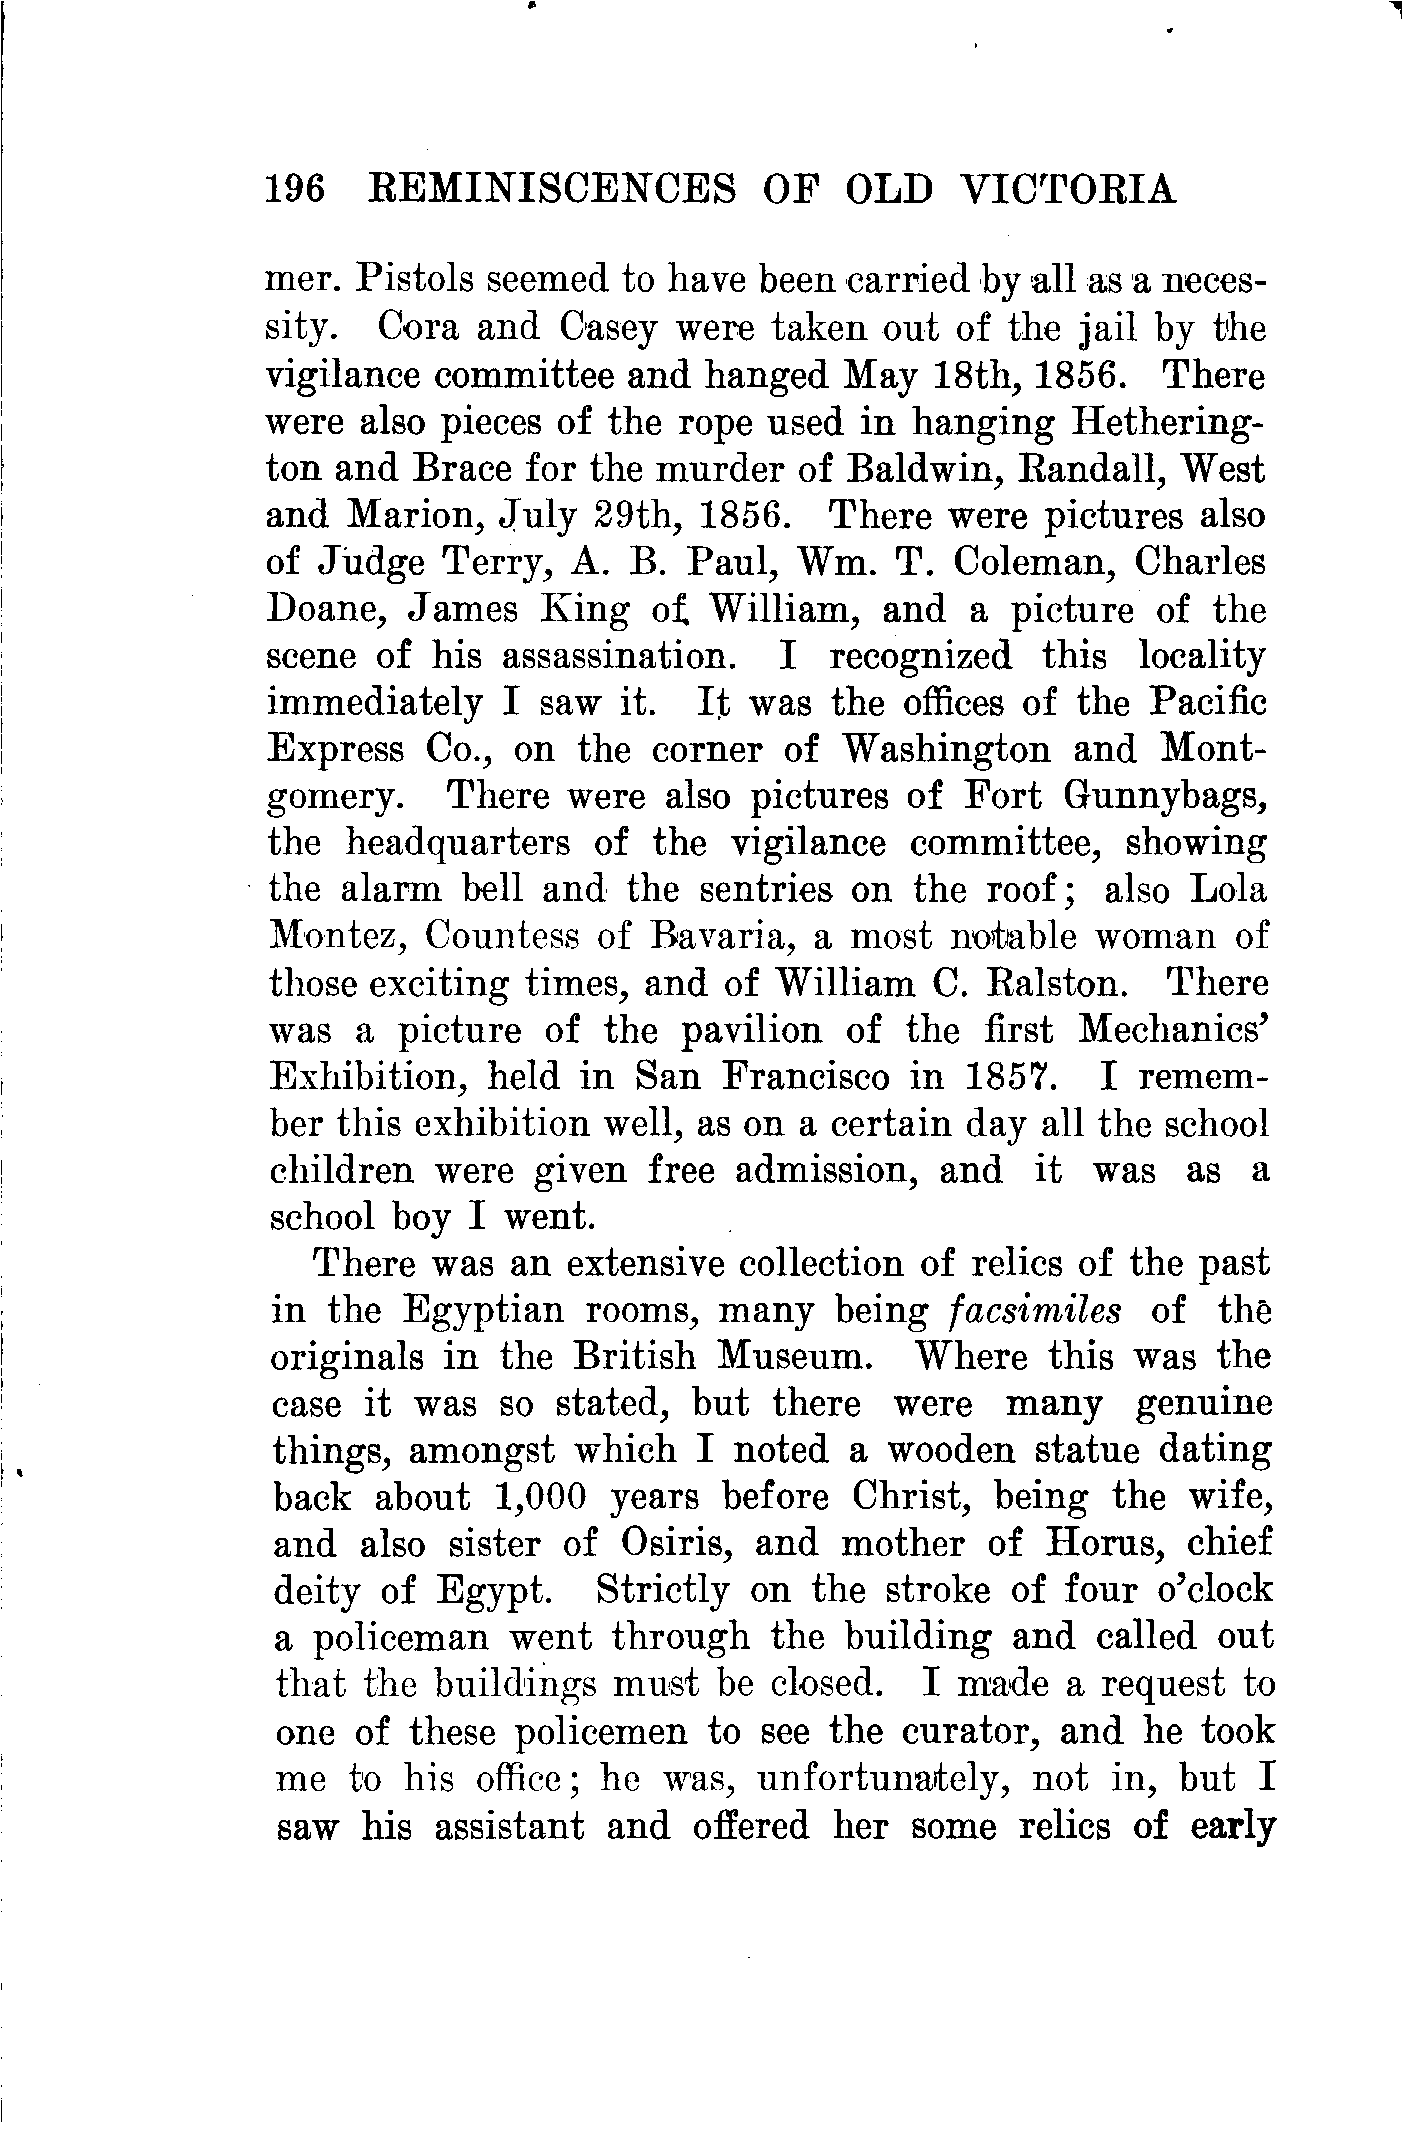 196 REMINISCENCES OF OLD VICTORIA
mer. Pistols seemed to have been carried by all as a neces-
sity. Cora and Casey were taken out of the jail by the
vigilance committee and hanged May 18th, 1856. There
were also pieces of the rope used in hanging Hethering-
ton and Brace for the murder of Baldwin, Randall, West
and Marion, July 29th, 1856. There were pictures also
of Judge Terry, A. B. Paul, Wm. T. Coleman, Charles
Doane, James King of William, and a picture of the
scene of his assassination. I recognized this locality
immediately I saw it. It was the offices of the Pacific
Express Co., on the corner of Washington and Mont-
gomery. There were also pictures of Fort Gunnybags,
the headquarters of the vigilance committee, showing
the alarm bell and the sentries on the roof; also Lola
Montez, Countess of Bavaria, a most notable woman of
those exciting times, and of William C. Ralston. There
was a picture of the pavilion of the first Mechanics'
Exhibition, held in San Francisco in 1857. I remem-
ber this exhibition well, as on a certain day all the school
children were given free admission, and it was as a
school boy I went.
There was an extensive collection of relics of the past
in the Egyptian rooms, many being facsimiles of the
originals in the British Museum. Where this was the
case it was so stated, but there were many genuine
things, amongst which I noted a wooden statue dating
back about 1,000 years before Christ, being the wife,
and also sister of Osiris, and mother of Horus, chief
deity of Egypt. Strictly on the stroke of four o'clock
a policeman went through the building and called out
that the buildings must be closed. I made a request to
one of these policemen to see the curator, and he took
me to his office; he was, unfortunately, not in, but I
saw his assistant and offered her some relics of early